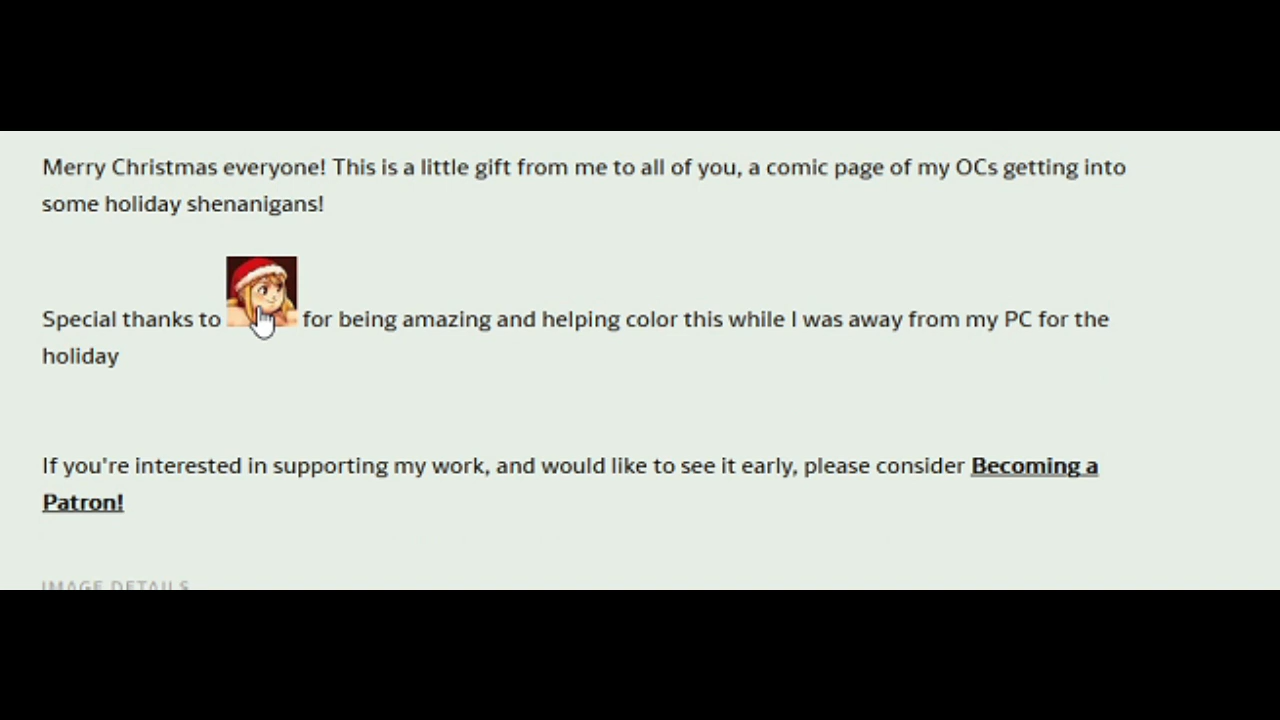 Merry Christmas everyone! This is a little gift from me to all of you, a comic page of my OCs getting into
some holiday shenanigans!
Special thanks to for being amazing and helping color this while I was away from my PC for the
holiday
If you're interested in supporting my work, and would like to see it early, please consider Becoming a
Patron!
IMAGE DETAILS